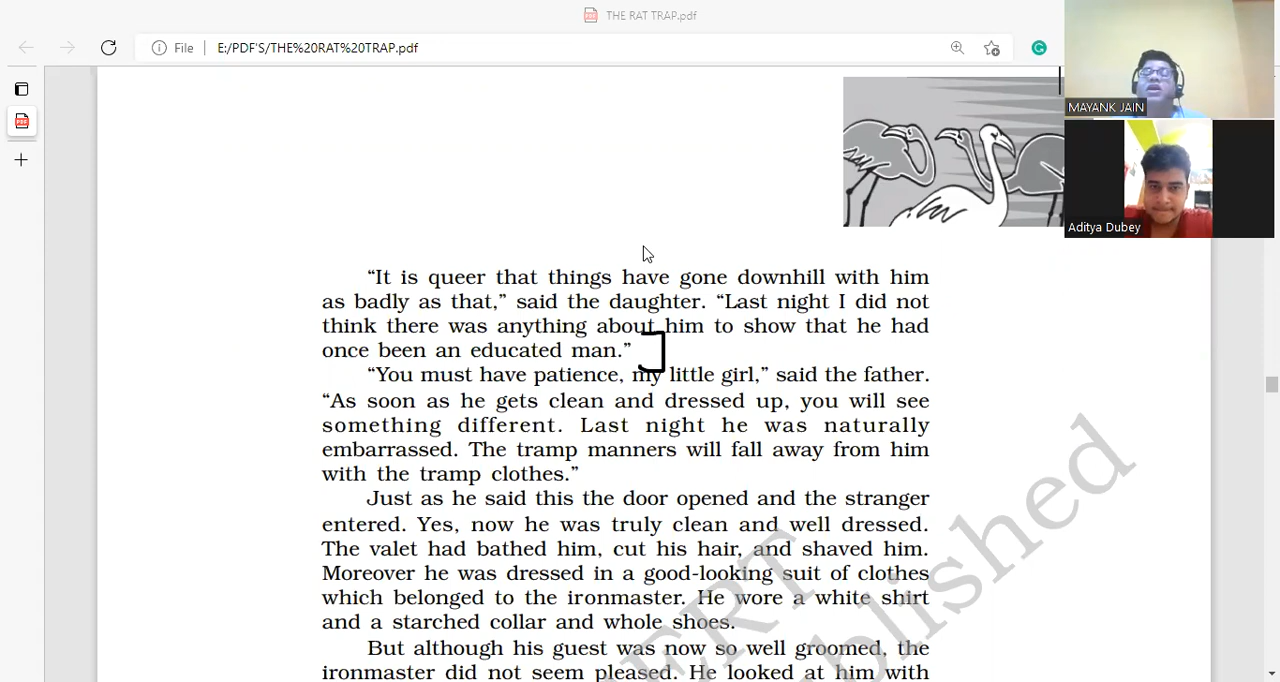 THE RAT TRAP.pdf
File
E:/PDF'S/THE%20RAT%20TRAP.pdf
MAYANK JAIN
Aditya Dubey
“It is queer that things have gone downhill with him
as badly as that,” said the daughter. “Last night I did not
think there was anything about him to show that he had
once been an educated man.”
“You must have patience, my little girl,” said the father.
“As soon as he gets clean and dressed up, you will see
something different. Last night he was naturally
embarrassed. The tramp manners will fall away from him
with the tramp clothes.”
Just as he said this the door opened and the stranger
entered. Yes, now he was truly clean and well dressed.
The valet had bathed him, cut his hair, and shaved him.
Moreover he was dressed in a good-looking suit of clothes
which belonged to the ironmaster. He wore a white shirt
and a starched collar and whole shoes.
But although his guest was now so well groomed, the
ironmaster did not seem pleased. He looked at him with
ERT
blished